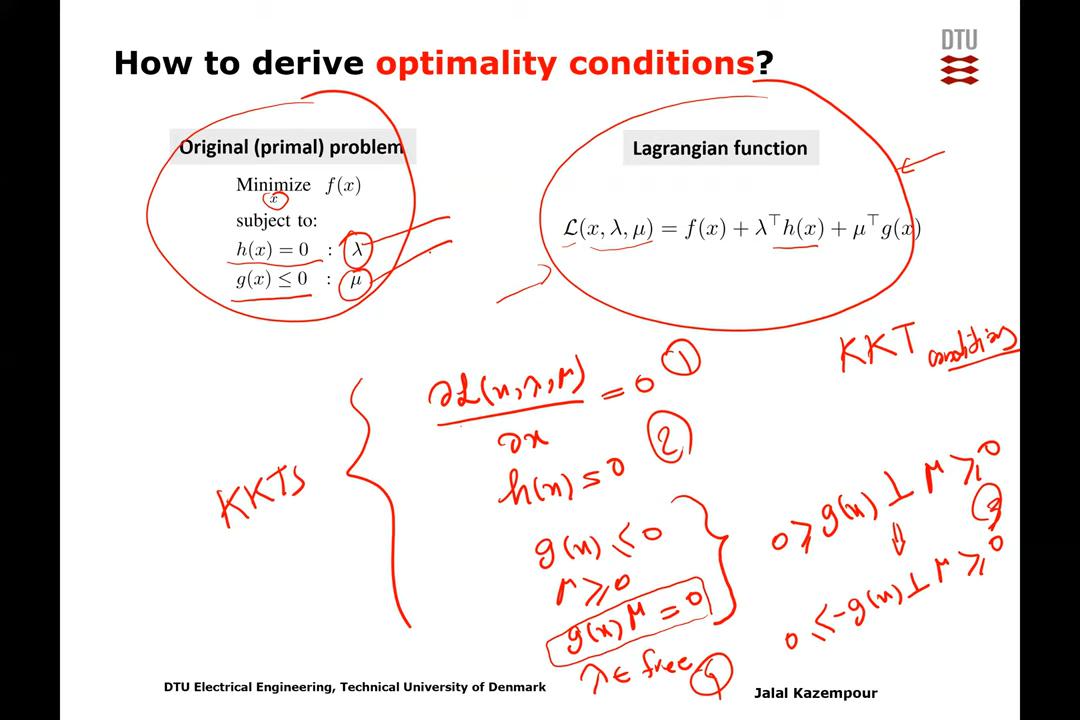 DTU
How to derive optimality conditions?
Original (primal) problem
Minimize f(x)
x
subject to:
h(x) = 0 : λ
g(x) ≤ 0 : μ
Lagrangian function
ℒ(x, λ, μ) = f(x) + λ⊤h(x) + μ⊤g(x)
KKT conditions
KKTs
∂ℒ(x, λ, μ) / ∂x = 0 ①
h(x) = 0 ②
g(x) ≤ 0
μ ≥ 0
g(x) μ = 0
λ ∈ free ④
0 ≥ g(x) ⊥ μ ≥ 0
③
⇓
0 ≤ -g(x) ⊥ μ ≥ 0
DTU Electrical Engineering, Technical University of Denmark
Jalal Kazempour